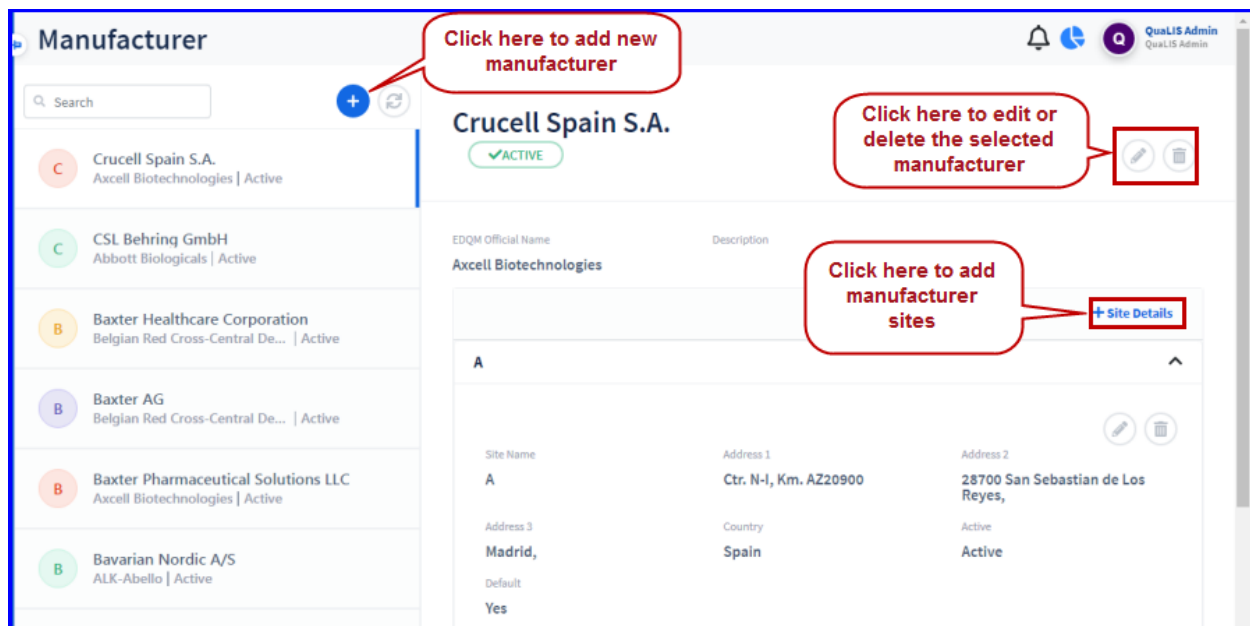 Manufacturer
Click here to add new
manufacturer
Q
QuaLIS Admin
QuaLIS Admin
Search
Crucell Spain S.A.
ACTIVE
Click here to edit or
delete the selected
manufacturer
C
Crucell Spain S.A.
Axcell Biotechnologies | Active
C
CSL Behring GmbH
Abbott Biologicals | Active
B
Baxter Healthcare Corporation
Belgian Red Cross-Central De... | Active
B
Baxter AG
Belgian Red Cross-Central De... | Active
B
Baxter Pharmaceutical Solutions LLC
Axcell Biotechnologies | Active
B
Bavarian Nordic A/S
ALK-Abello | Active
EDQM Official Name
Description
Axcell Biotechnologies
Click here to add
manufacturer
sites
+ Site Details
A
Site Name
Address 1
Address 2
A
Ctr. N-I, Km. AZ20900
28700 San Sebastian de Los
Reyes,
Address 3
Country
Active
Madrid,
Spain
Active
Default
Yes